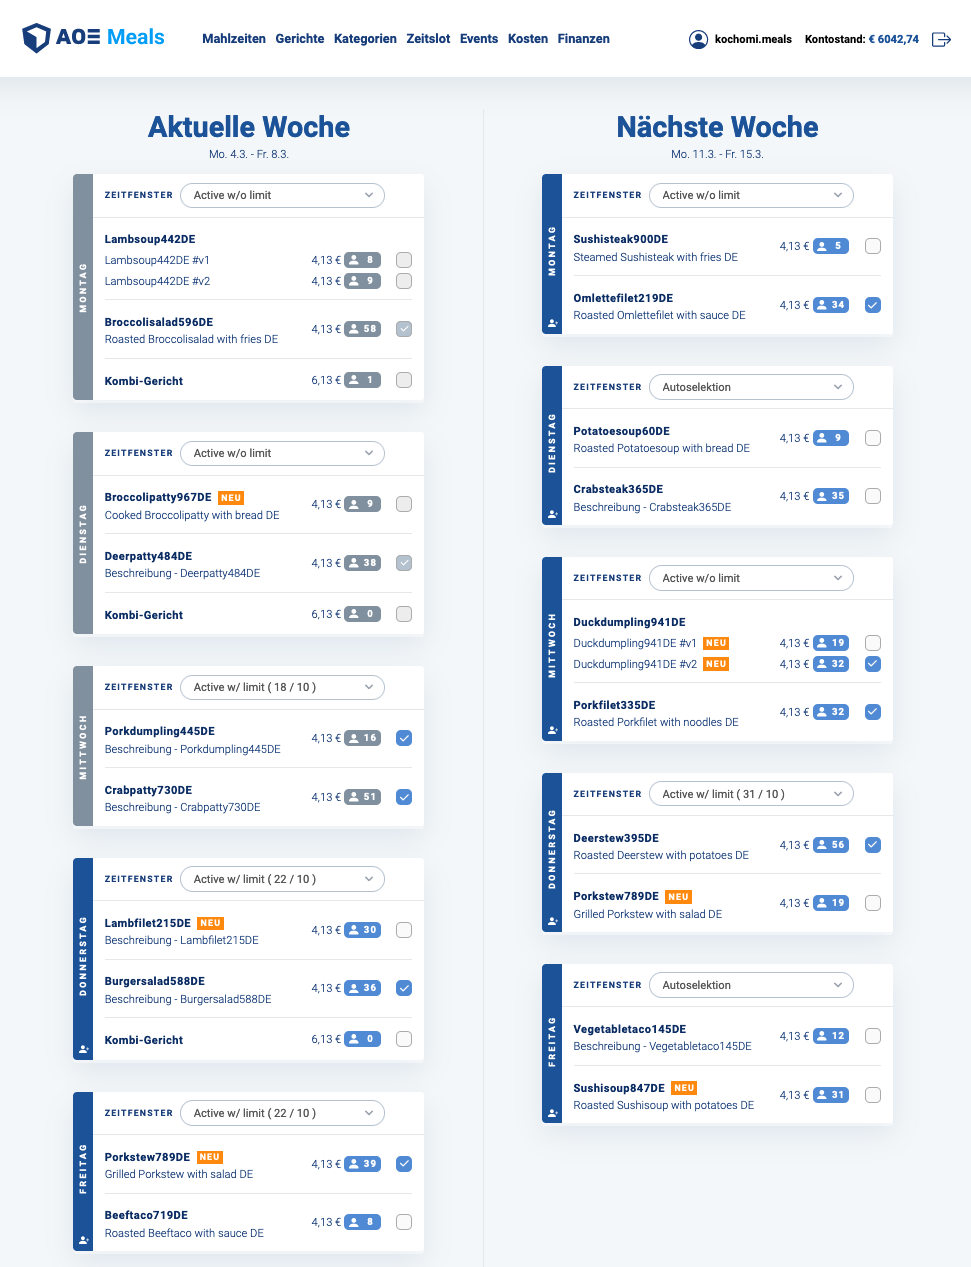 AOE Meals
Mahlzeiten Gerichte Kategorien Zeitslot Events Kosten Finanzen
kochomi.meals Kontostand: € 6042,74
Aktuelle Woche
Mo. 4.3. - Fr. 8.3.
MONTAG
ZEITFENSTER Active w/o limit
Lambsoup442DE
Lambsoup442DE #v1 4,13 € 8
Lambsoup442DE #v2 4,13 € 9
Broccolisalad596DE
Roasted Broccolisalad with fries DE
4,13 € 58
Kombi-Gericht 6,13 € 1
DIENSTAG
ZEITFENSTER Active w/o limit
Broccolipatty967DE NEU
Cooked Broccolipatty with bread DE
4,13 € 9
Deerpatty484DE
Beschreibung - Deerpatty484DE
4,13 € 38
Kombi-Gericht 6,13 € 0
MITTWOCH
ZEITFENSTER Active w/ limit ( 18 / 10 )
Porkdumpling445DE
Beschreibung - Porkdumpling445DE
4,13 € 16
Crabpatty730DE
Beschreibung - Crabpatty730DE
4,13 € 51
DONNERSTAG
ZEITFENSTER Active w/ limit ( 22 / 10 )
Lambfilet215DE NEU
Beschreibung - Lambfilet215DE
4,13 € 30
Burgersalad588DE
Beschreibung - Burgersalad588DE
4,13 € 36
Kombi-Gericht 6,13 € 0
FREITAG
ZEITFENSTER Active w/ limit ( 22 / 10 )
Porkstew789DE NEU
Grilled Porkstew with salad DE
4,13 € 39
Beeftaco719DE
Roasted Beeftaco with sauce DE
4,13 € 8
Nächste Woche
Mo. 11.3. - Fr. 15.3.
MONTAG
ZEITFENSTER Active w/o limit
Sushisteak900DE
Steamed Sushisteak with fries DE
4,13 € 5
Omlettefilet219DE
Roasted Omlettefilet with sauce DE
4,13 € 34
DIENSTAG
ZEITFENSTER Autoselektion
Potatoesoup60DE
Roasted Potatoesoup with bread DE
4,13 € 9
Crabsteak365DE
Beschreibung - Crabsteak365DE
4,13 € 35
MITTWOCH
ZEITFENSTER Active w/o limit
Duckdumpling941DE
Duckdumpling941DE #v1 NEU 4,13 € 19
Duckdumpling941DE #v2 NEU 4,13 € 32
Porkfilet335DE
Roasted Porkfilet with noodles DE
4,13 € 32
DONNERSTAG
ZEITFENSTER Active w/ limit ( 31 / 10 )
Deerstew395DE
Roasted Deerstew with potatoes DE
4,13 € 56
Porkstew789DE NEU
Grilled Porkstew with salad DE
4,13 € 19
FREITAG
ZEITFENSTER Autoselektion
Vegetabletaco145DE
Beschreibung - Vegetabletaco145DE
4,13 € 12
Sushisoup847DE NEU
Roasted Sushisoup with potatoes DE
4,13 € 31